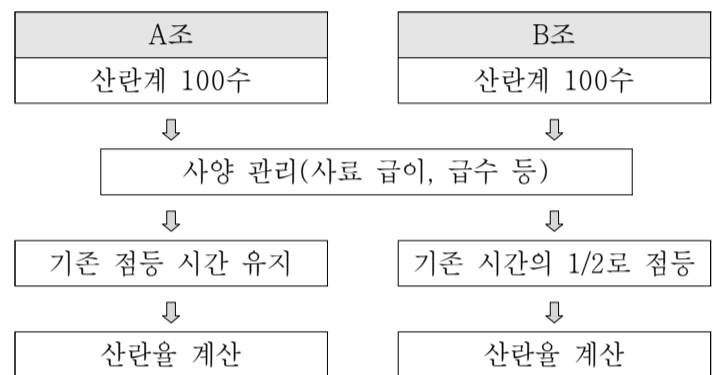 A조
B조
산란계 100수
산란계 100수
사양 관리(사료 급이, 급수 등)
기존 점등 시간 유지
기존 시간의 1/2로 점등
산란율 계산
산란율 계산